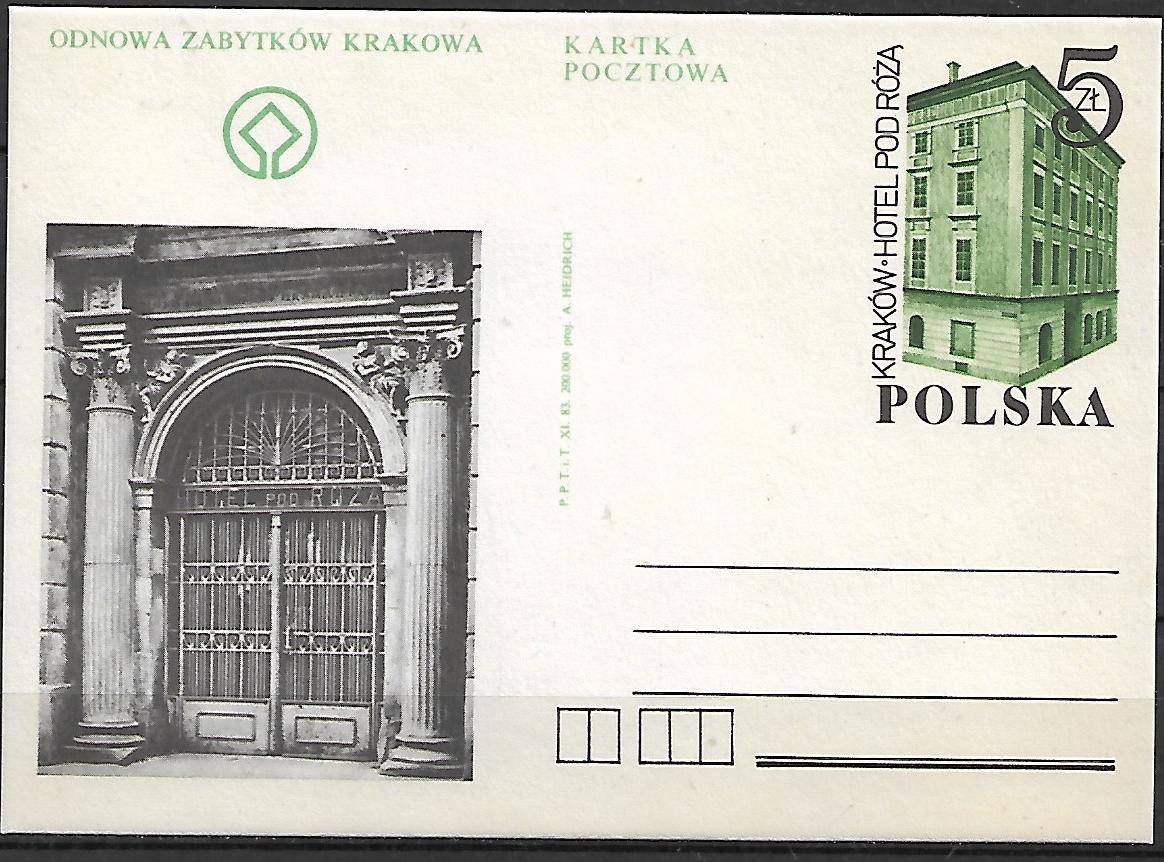 ODNOWA ZABYTKÓW KRAKOWA
KARTKA
POCZTOWA
5
ZŁ
KRAKÓW·HOTEL POD RÓŻĄ
POLSKA
HOTEL POD RÓŻĄ
P.P.T.i.T. XI. 83. 200.000 proj. A. HEIDRICH